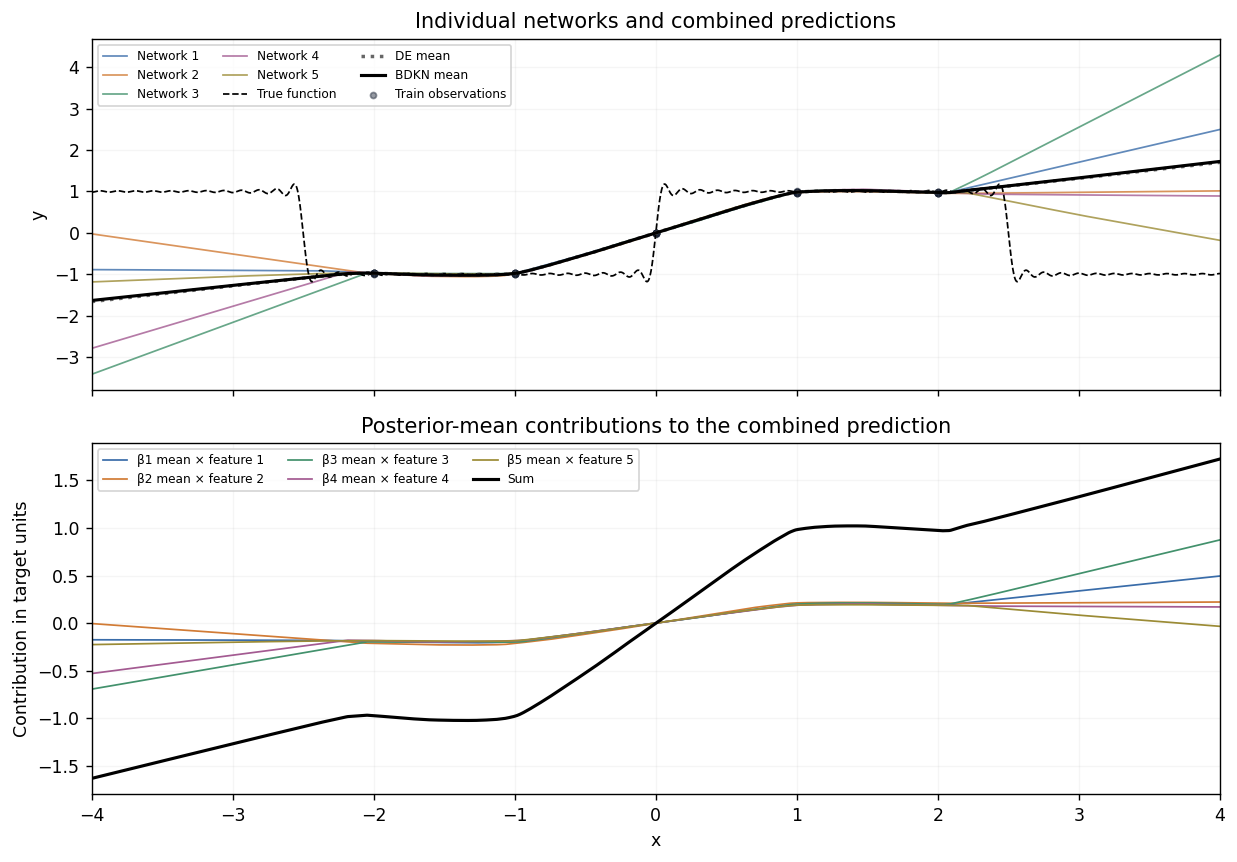 Individual networks and combined predictions
Network 1
Network 2
Network 3
Network 4
Network 5
True function
DE mean
BDKN mean
Train observations
y
4
3
2
1
0
−1
−2
−3
Posterior-mean contributions to the combined prediction
β1 mean × feature 1
β2 mean × feature 2
β3 mean × feature 3
β4 mean × feature 4
β5 mean × feature 5
Sum
Contribution in target units
1.5
1.0
0.5
0.0
−0.5
−1.0
−1.5
−4
−3
−2
−1
0
1
2
3
4
x